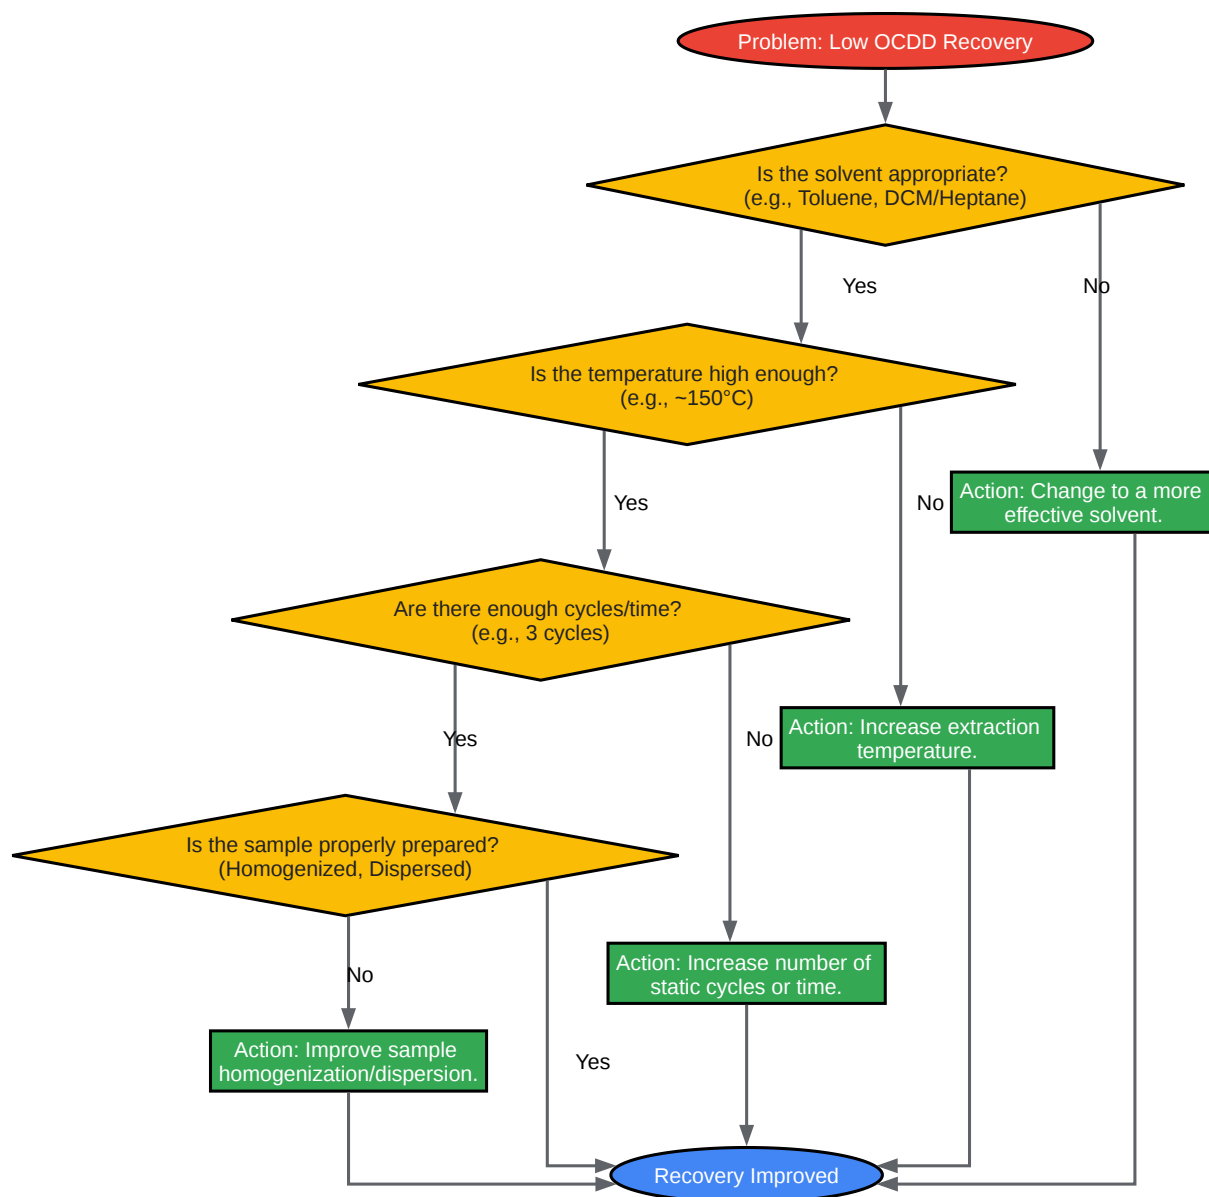 Problem: Low OCDD Recovery
Is the solvent appropriate?
(e.g., Toluene, DCM/Heptane)
Yes
No
Is the temperature high enough?
(e.g., ~150°C)
Yes
No
Action: Change to a more
effective solvent.
Are there enough cycles/time?
(e.g., 3 cycles)
Yes
No
Action: Increase extraction
temperature.
Is the sample properly prepared?
(Homogenized, Dispersed)
No
Action: Increase number of
static cycles or time.
Action: Improve sample
homogenization/dispersion.
Yes
Recovery Improved